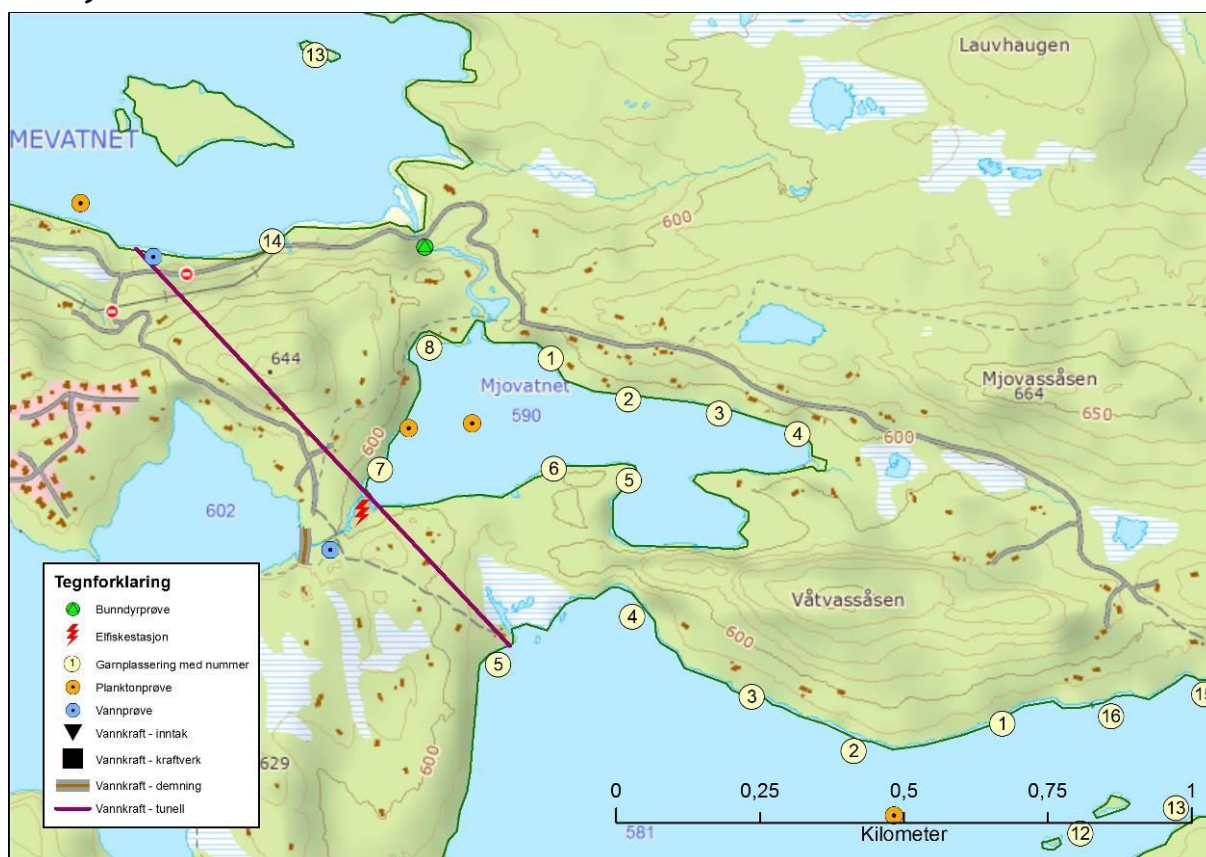 13
Lauvhaugen
MEVATNET
600
14
8
1
644
Mjovatnet
590
2
3
4
Mjovassåsen
664
650
600
600
7
6
5
602
Våtvassåsen
600
4
5
3
2
1
16
15
600
629
Tegnforklaring
Bunndyrprøve
Elfiskestasjon
1 Garnplassering med nummer
Planktonprøve
Vannprøve
Vannkraft - inntak
Vannkraft - kraftverk
Vannkraft - demning
Vannkraft - tunell
0 0,25 0,5 0,75 1
Kilometer
581
12
13